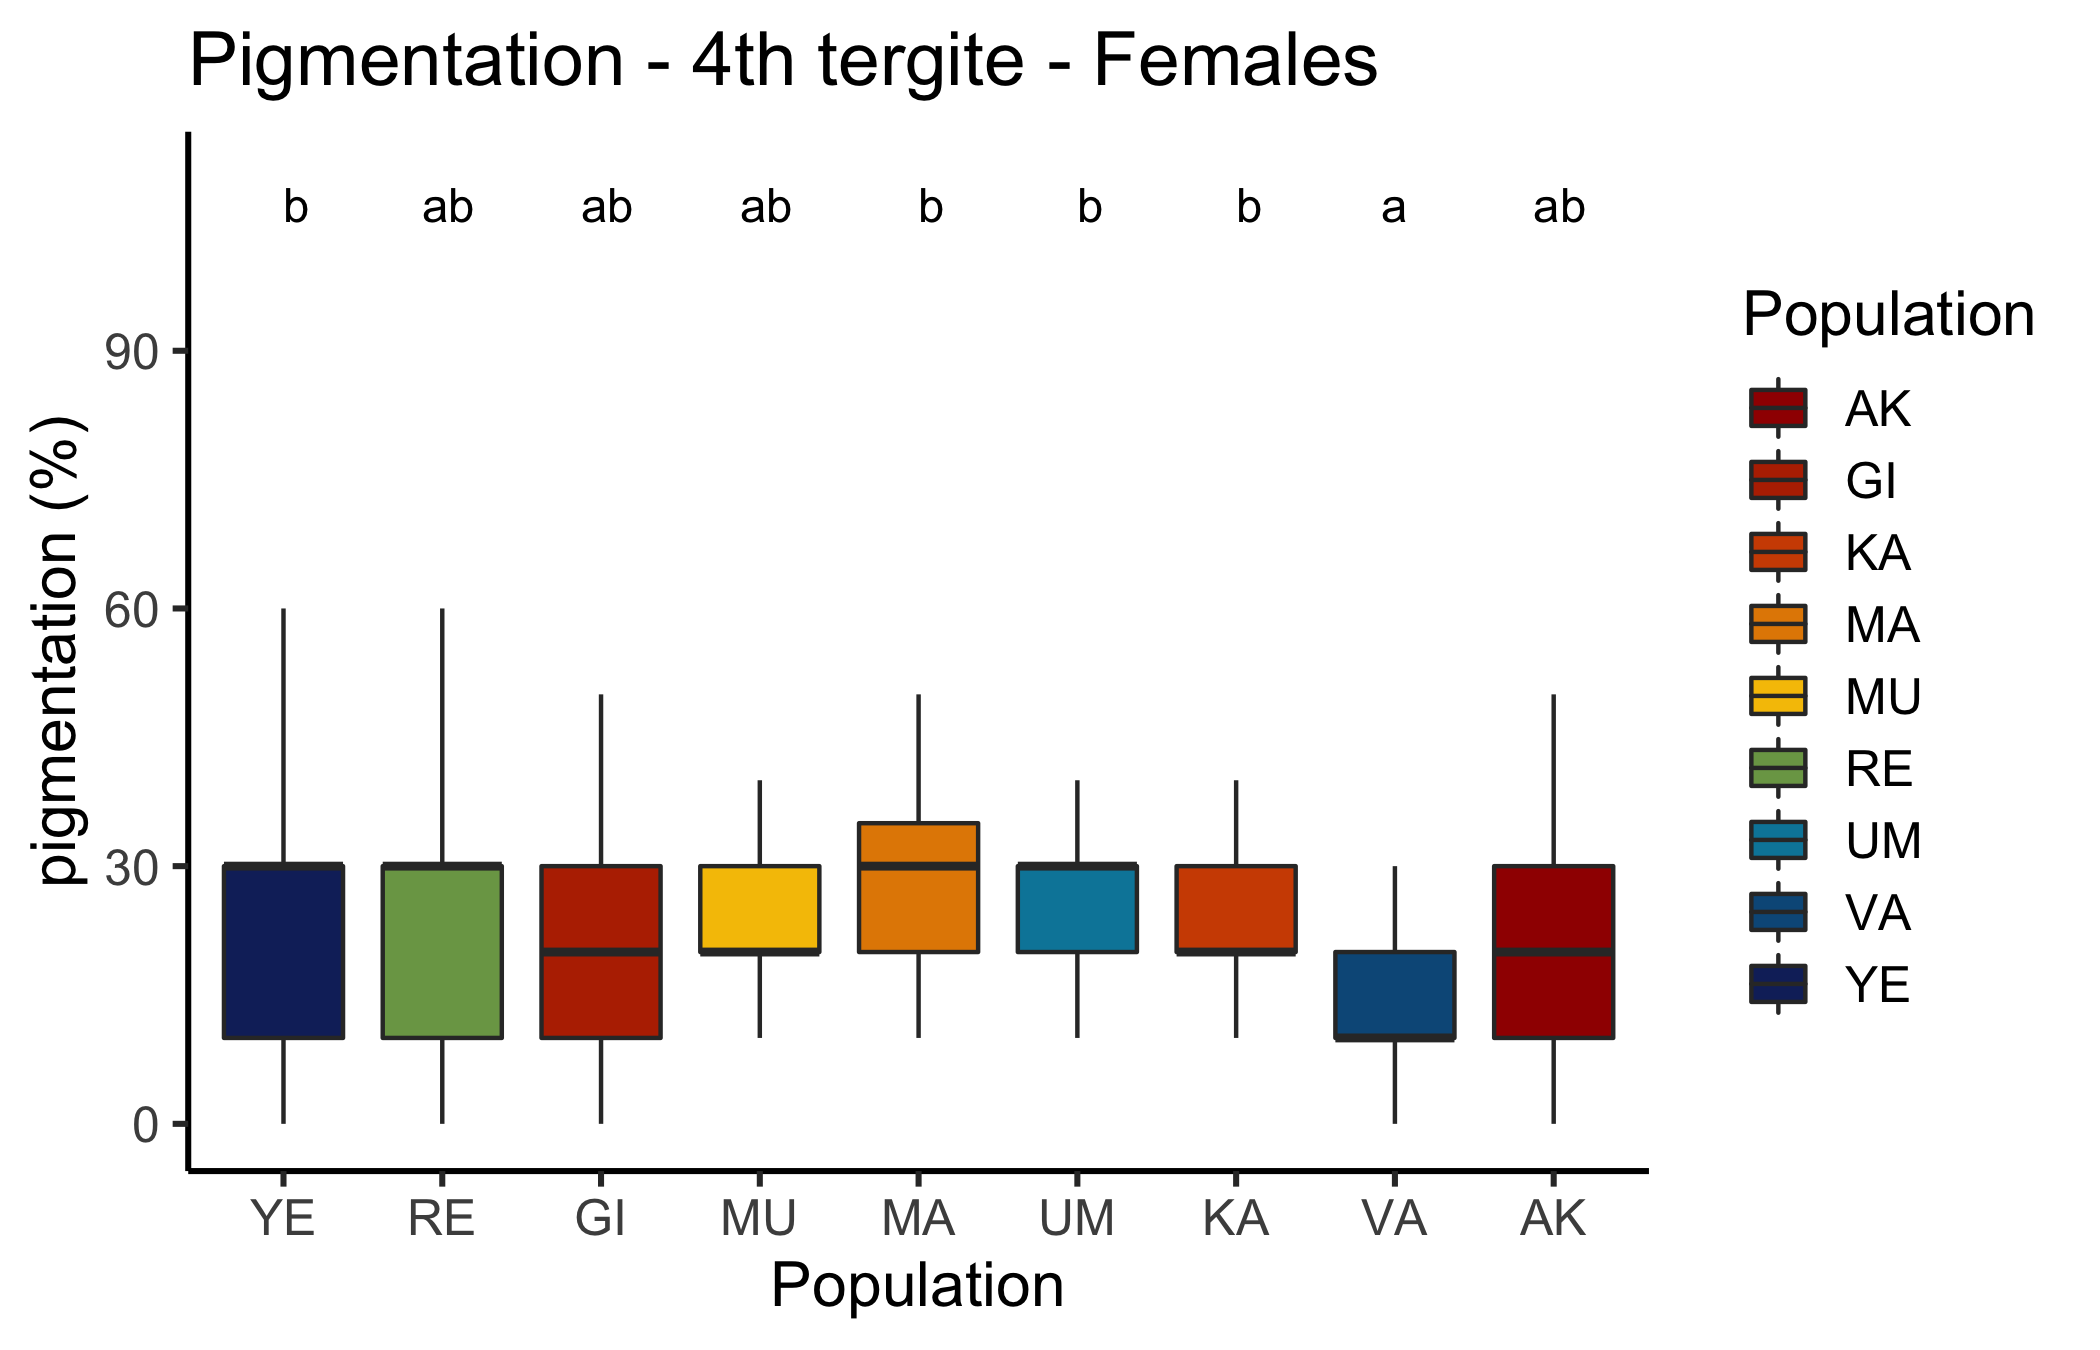 Pigmentation - 4th tergite - Females
b ab ab ab b b b a ab
90
60
30
0
pigmentation (%)
YE RE GI MU MA UM KA VA AK
Population
Population
AK
GI
KA
MA
MU
RE
UM
VA
YE